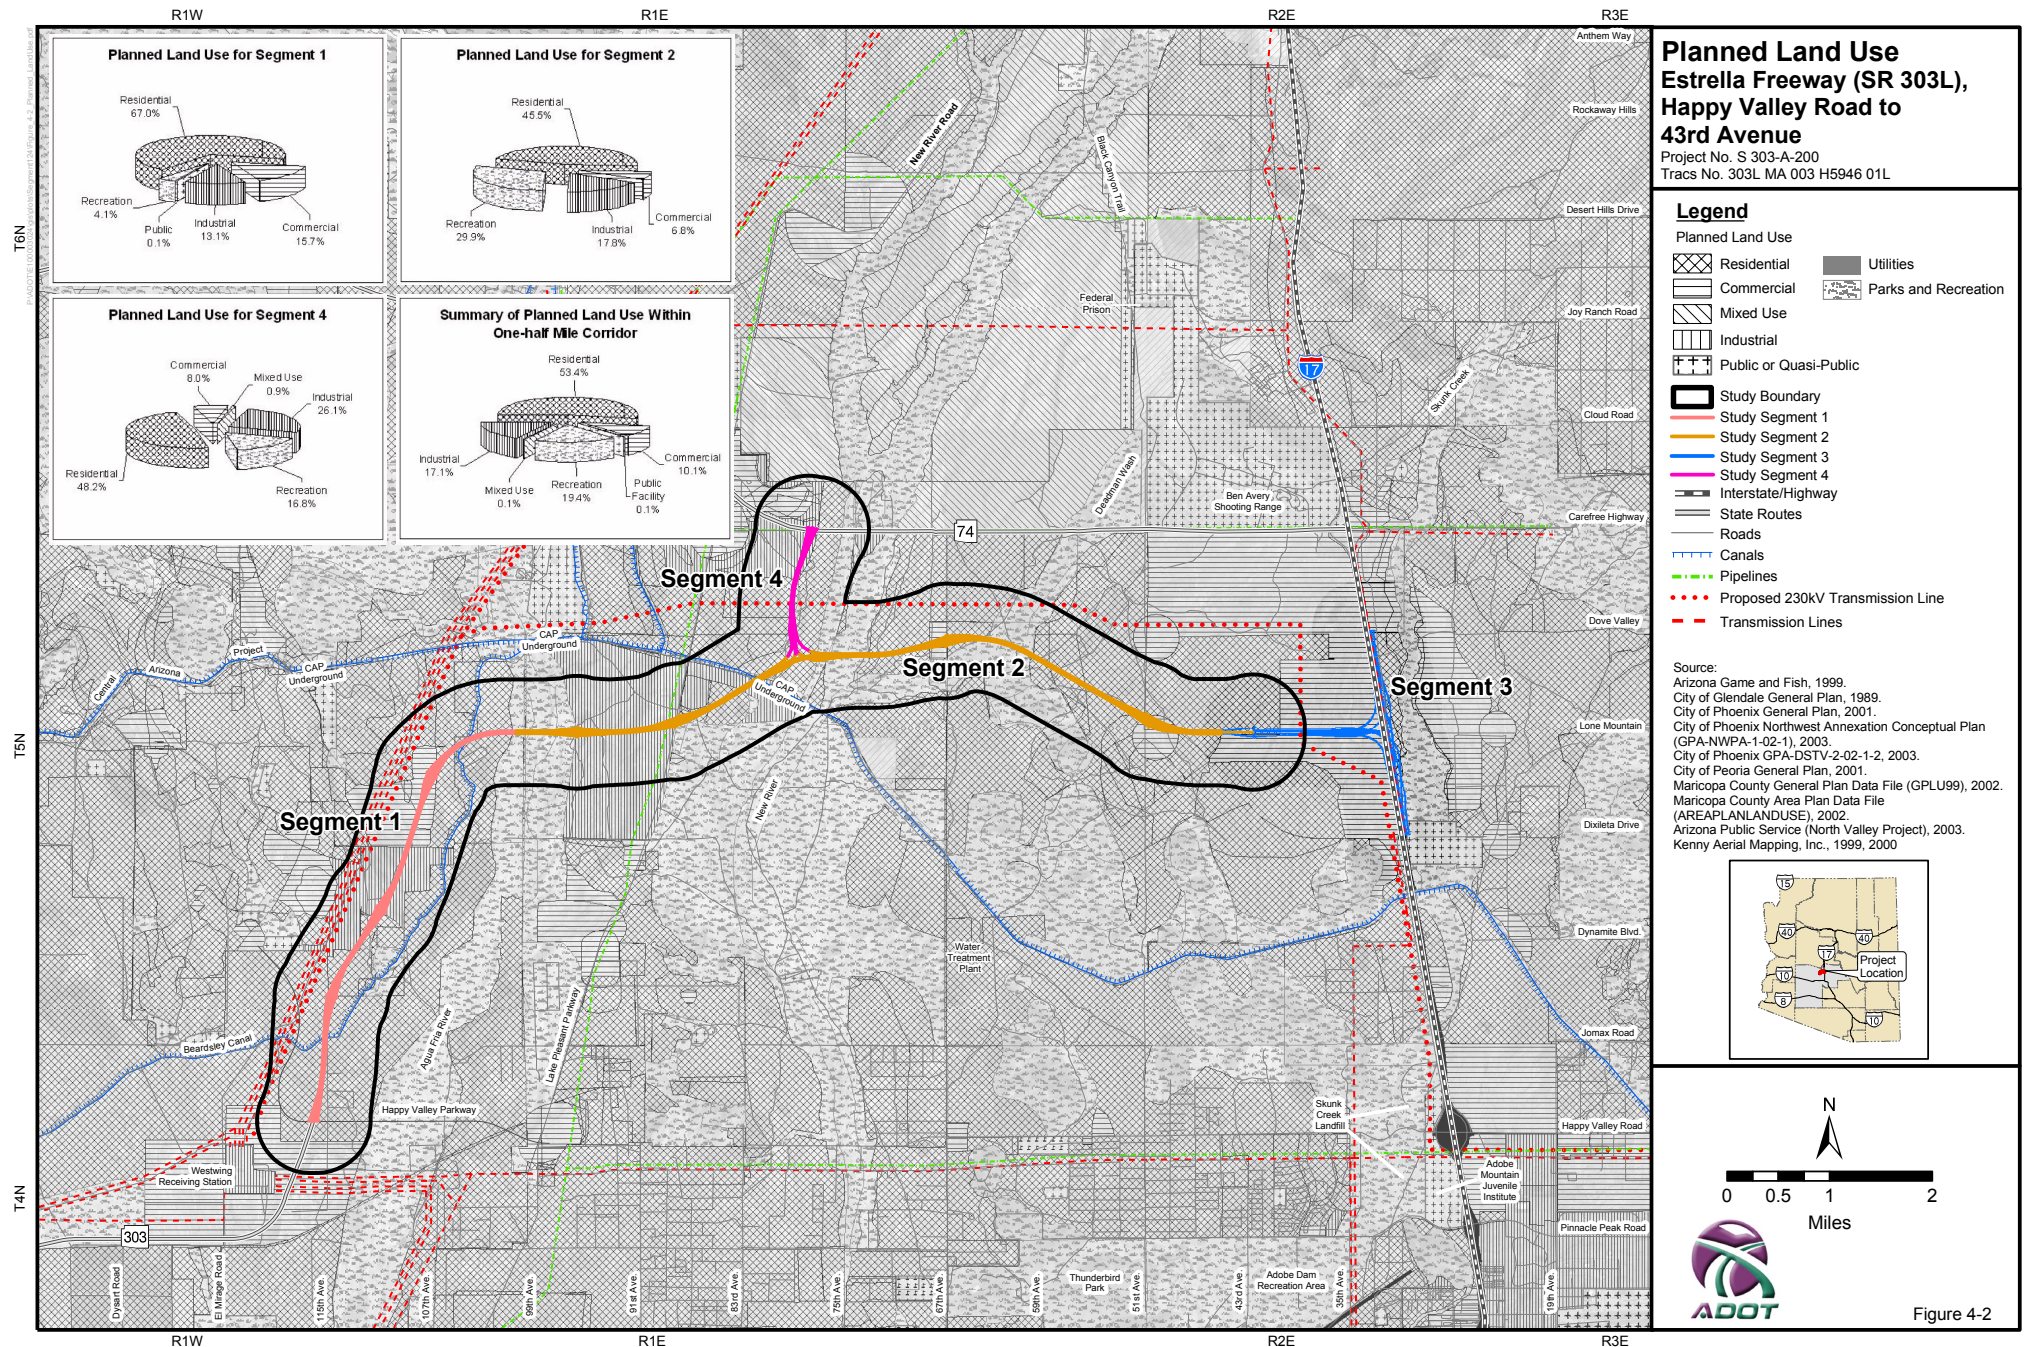 R1W
R1E
R2E
R3E
Planned Land Use for Segment 1
Residential
67.0%
Recreation
4.1%
Public
0.1%
Industrial
13.1%
Commercial
15.7%
Planned Land Use for Segment 2
Residential
45.5%
Recreation
29.9%
Industrial
17.8%
Commercial
6.8%
Planned Land Use for Segment 4
Commercial
8.0%
Mixed Use
0.9%
Industrial
26.1%
Residential
48.2%
Recreation
16.8%
Summary of Planned Land Use Within
One-half Mile Corridor
Residential
53.4%
Industrial
17.1%
Mixed Use
0.1%
Recreation
19.4%
Public
Facility
0.1%
Commercial
10.1%
T6N
T5N
T4N
Anthem Way
Rockaway Hills
Desert Hills Drive
Joy Ranch Road
Cloud Road
Carefree Highway
Dove Valley
Lone Mountain
Dixileta Drive
Dynamite Blvd.
Jomax Road
Happy Valley Road
Pinnacle Peak Road
New River Road
Black Canyon Trail
Federal
Prison
17
Skunk Creek
Deadman Wash
Ben Avery
Shooting Range
74
Segment 4
Segment 2
Segment 3
Segment 1
Central
Arizona
Project
CAP
Underground
CAP
Underground
CAP
Underground
New River
Water
Treatment
Plant
Beardsley Canal
Agua Fria River
Lake Pleasant Parkway
Happy Valley Parkway
Westwing
Receiving Station
303
Skunk
Creek
Landfill
Adobe
Mountain
Juvenile
Institute
Thunderbird
Park
Adobe Dam
Recreation Area
Dysart Road
El Mirage Road
115th Ave.
107th Ave.
99th Ave.
91st Ave.
83rd Ave.
75th Ave.
67th Ave.
59th Ave.
51st Ave.
43rd Ave.
35th Ave.
19th Ave.
R1W
R1E
R2E
R3E
Planned Land Use
Estrella Freeway (SR 303L),
Happy Valley Road to
43rd Avenue
Project No. S 303-A-200
Tracs No. 303L MA 003 H5946 01L
Legend
Planned Land Use
Residential
Commercial
Mixed Use
Industrial
Public or Quasi-Public
Utilities
Parks and Recreation
Study Boundary
Study Segment 1
Study Segment 2
Study Segment 3
Study Segment 4
Interstate/Highway
State Routes
Roads
Canals
Pipelines
Proposed 230kV Transmission Line
Transmission Lines
Source:
Arizona Game and Fish, 1999.
City of Glendale General Plan, 1989.
City of Phoenix General Plan, 2001.
City of Phoenix Northwest Annexation Conceptual Plan
(GPA-NWPA-1-02-1), 2003.
City of Phoenix GPA-DSTV-2-02-1-2, 2003.
City of Peoria General Plan, 2001.
Maricopa County General Plan Data File (GPLU99), 2002.
Maricopa County Area Plan Data File
(AREAPLANLANDUSE), 2002.
Arizona Public Service (North Valley Project), 2003.
Kenny Aerial Mapping, Inc., 1999, 2000
15
40
40
17
10
8
10
Project
Location
N
0 0.5 1 2
Miles
ADOT
Figure 4-2